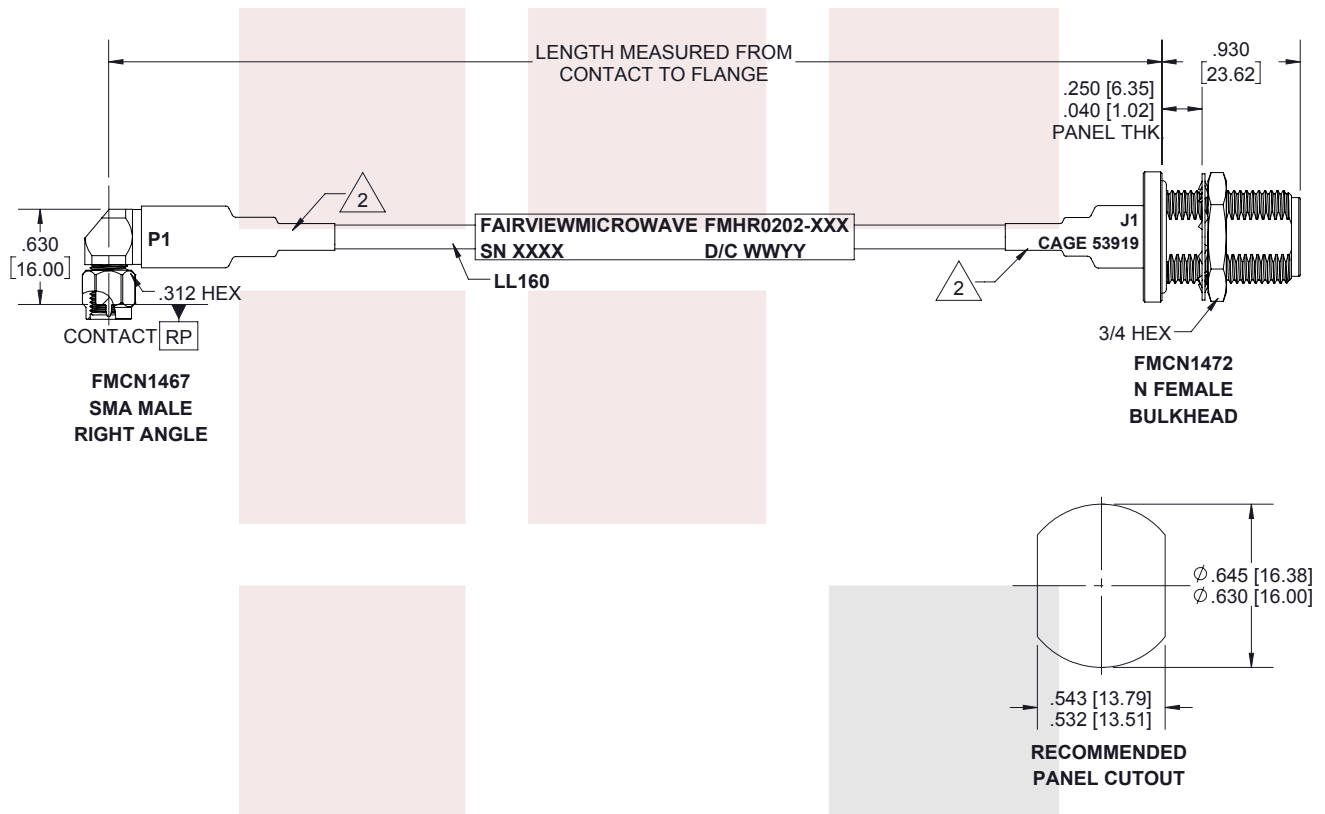 LENGTH MEASURED FROM
CONTACT TO FLANGE
.930
[23.62]
.250 [6.35]
.040 [1.02]
PANEL THK.
2
.630
[16.00]
P1
FAIRVIEWMICROWAVE FMHR0202-XXX
SN XXXX D/C WWYY
J1
CAGE 53919
LL160
2
.312 HEX
CONTACT RP
3/4 HEX
FMCN1467
SMA MALE
RIGHT ANGLE
FMCN1472
N FEMALE
BULKHEAD
Ø.645 [16.38]
Ø.630 [16.00]
.543 [13.79]
.532 [13.51]
RECOMMENDED
PANEL CUTOUT